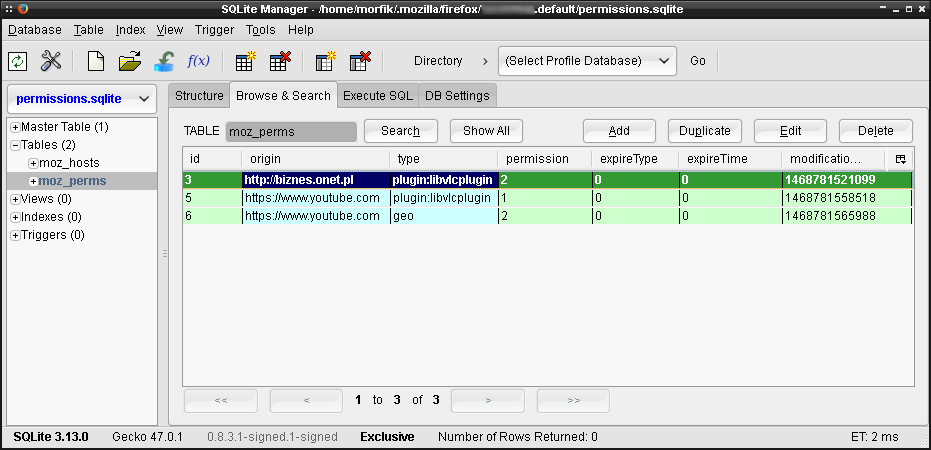 SQLite Manager - /home/morfik/.mozilla/firefox/ .default/permissions.sqlite
Database Table Index View Trigger Tools Help
f(x) Directory > (Select Profile Database) Go
permissions.sqlite
Master Table (1)
Tables (2)
moz_hosts
moz_perms
Views (0)
Indexes (0)
Triggers (0)
Structure Browse & Search Execute SQL DB Settings
TABLE moz_perms Search Show All Add Duplicate Edit Delete
id origin type permission expireType expireTime modificatio...
3 http://biznes.onet.pl plugin:libvlcplugin 2 0 0 1468781521099
5 https://www.youtube.com plugin:libvlcplugin 1 0 0 1468781558518
6 https://www.youtube.com geo 2 0 0 1468781565988
<< < 1 to 3 of 3 > >>
SQLite 3.13.0 Gecko 47.0.1 0.8.3.1-signed.1-signed Exclusive Number of Rows Returned: 0 ET: 2 ms